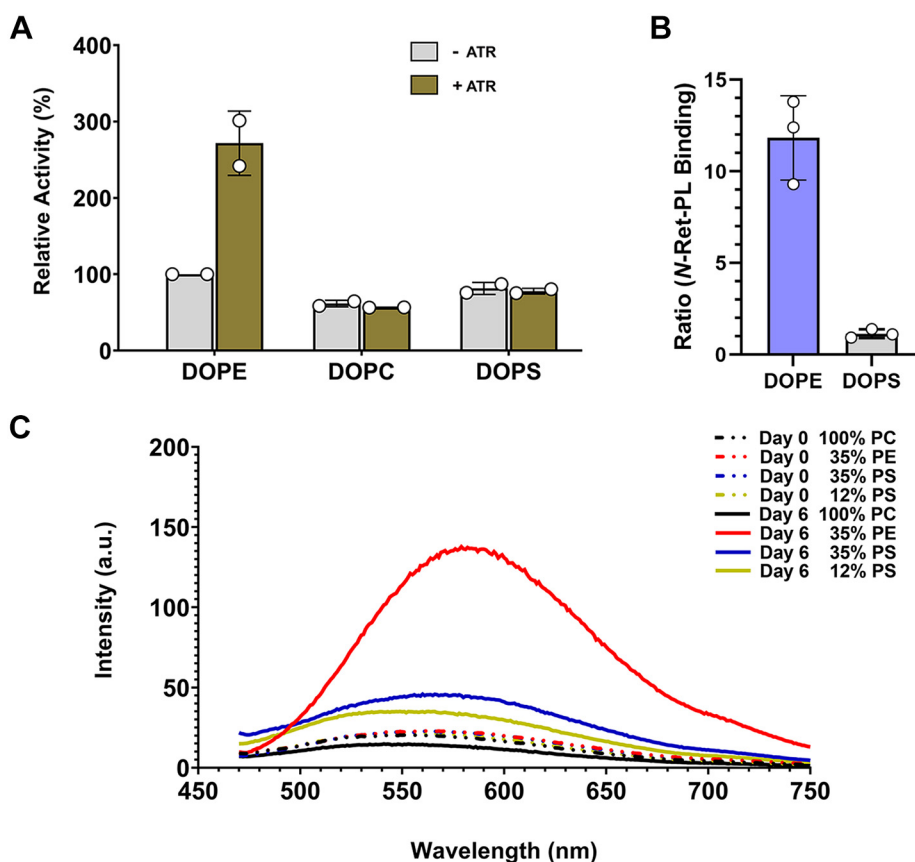 A
Relative Activity (%)
400
300
200
100
0
- ATR
+ ATR
DOPE DOPC DOPS
B
Ratio (N-Ret-PL Binding)
15
10
5
0
DOPE DOPS
C
Intensity (a.u.)
200
150
100
50
0
450 500 550 600 650 700 750
Wavelength (nm)
Day 0 100% PC
Day 0 35% PE
Day 0 35% PS
Day 0 12% PS
Day 6 100% PC
Day 6 35% PE
Day 6 35% PS
Day 6 12% PS